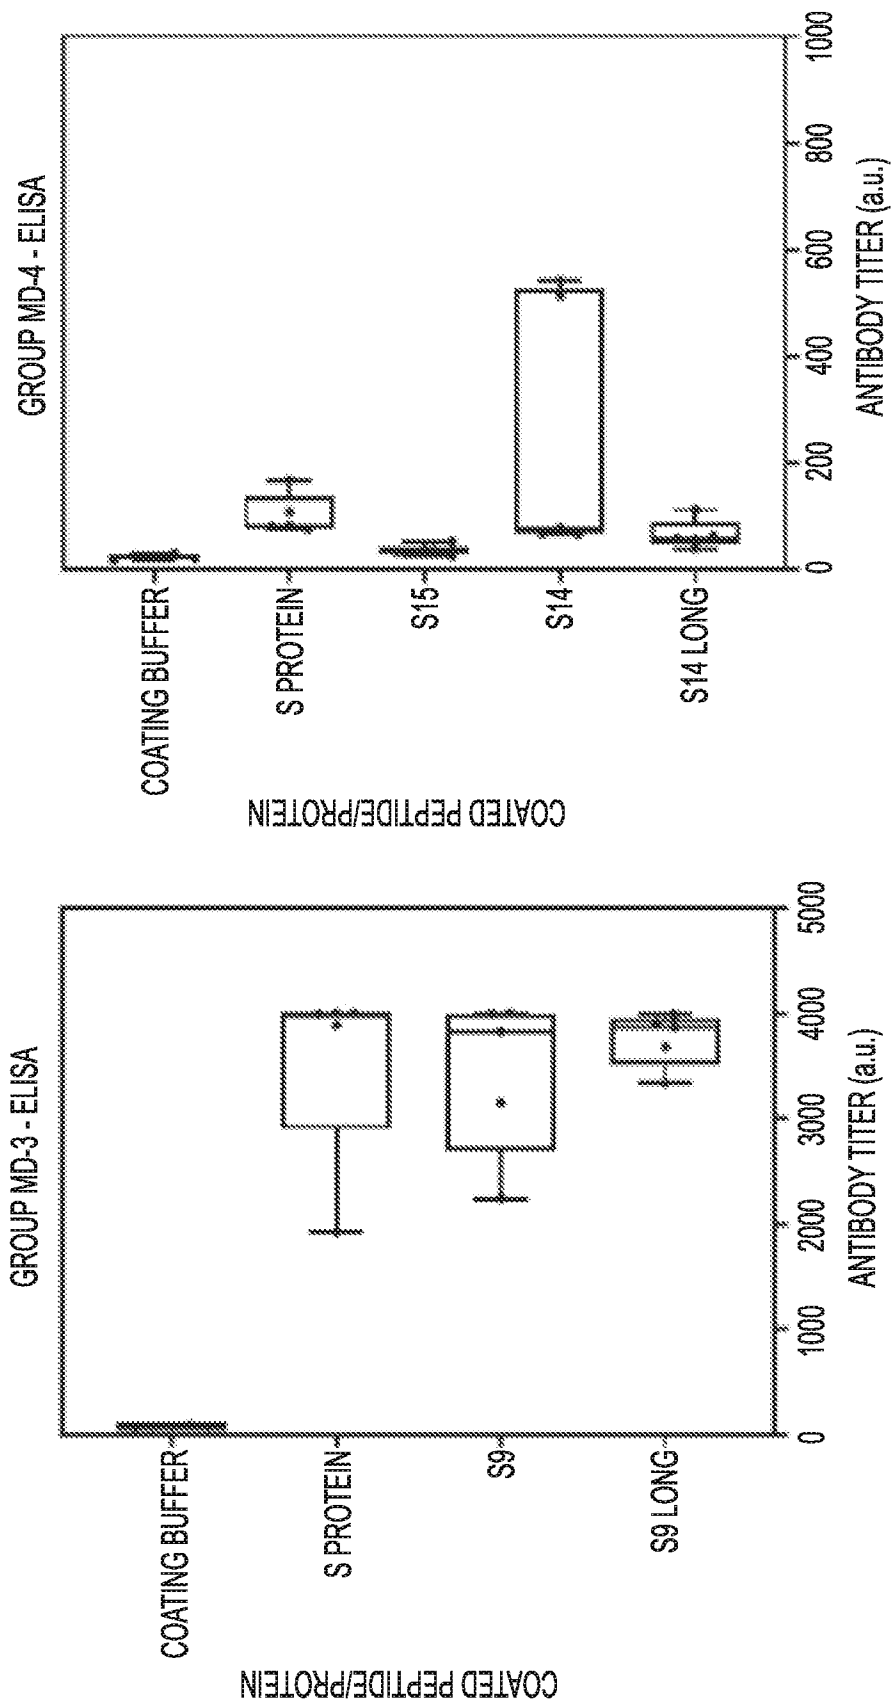 GROUP MD-3 - ELISA
COATED PEPTIDE/PROTEIN
COATING BUFFER
S PROTEIN
S9
S9 LONG
0
1000
2000
3000
4000
5000
ANTIBODY TITER (a.u.)
GROUP MD-4 - ELISA
COATED PEPTIDE/PROTEIN
COATING BUFFER
S PROTEIN
S15
S14
S14 LONG
0
200
400
600
800
1000
ANTIBODY TITER (a.u.)